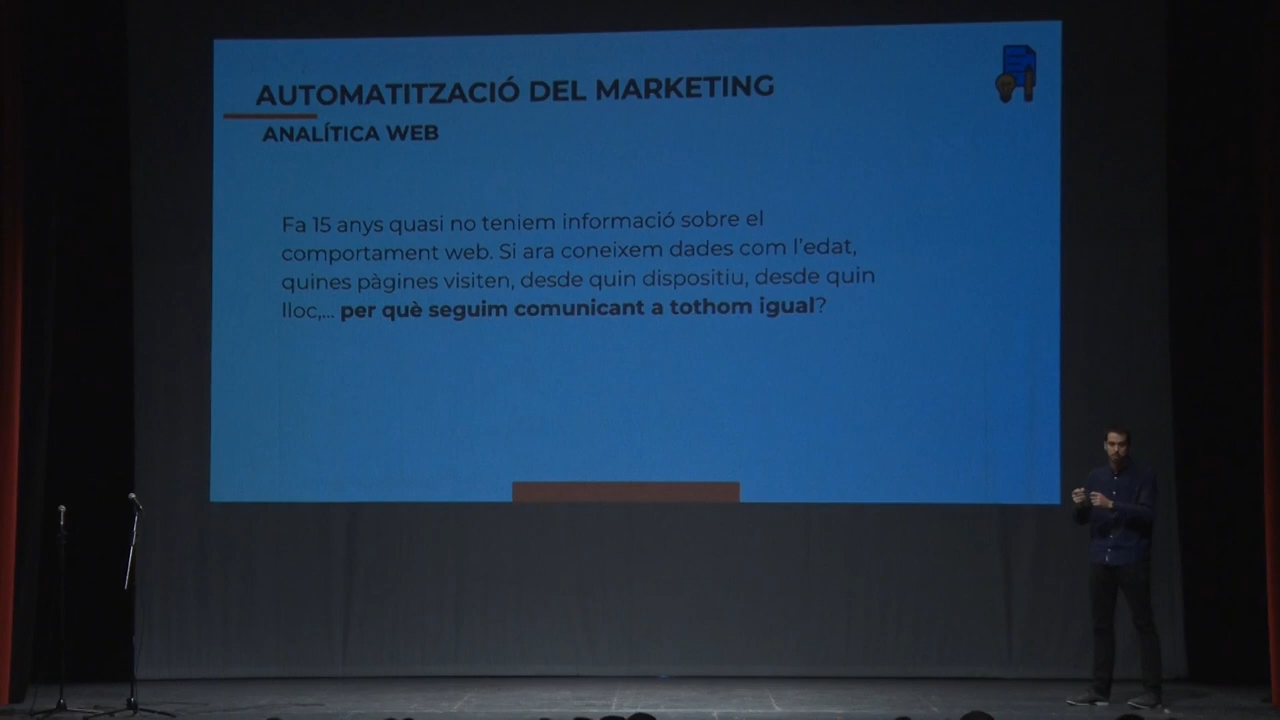 AUTOMATITZACIÓ DEL MARKETING
ANALÍTICA WEB
Fa 15 anys quasi no teniem informació sobre el
comportament web. Si ara coneixem dades com l'edat,
quines pàgines visiten, desde quin dispositiu, desde quin
lloc,... per què seguim comunicant a tothom igual?